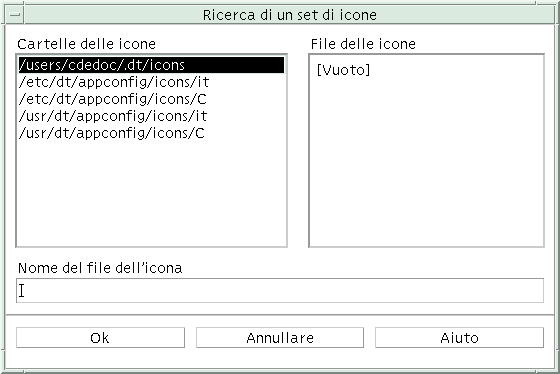 Ricerca di un set di icone
Cartelle delle icone
/users/cdedoc/.dt/icons
/etc/dt/appconfig/icons/it
/etc/dt/appconfig/icons/C
/usr/dt/appconfig/icons/it
/usr/dt/appconfig/icons/C
File delle icone
[Vuoto]
Nome del file dell'icona
Ok
Annullare
Aiuto